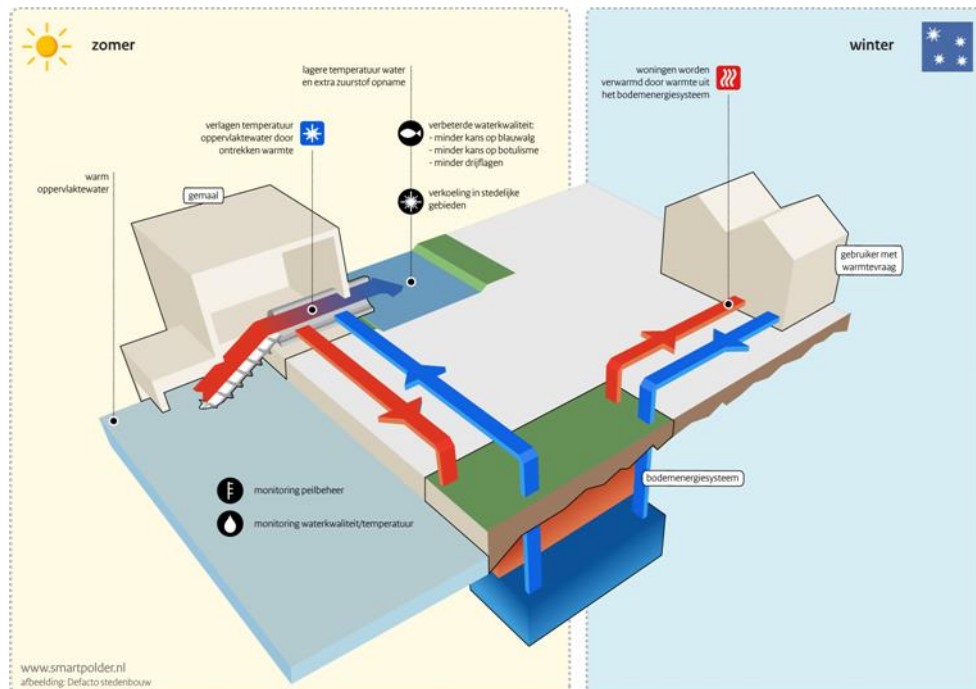 zomer
winter
lagere temperatuur water
en extra zuurstof opname
woningen worden
verwarmd door warmte uit
het bodemenergiesysteem
verlagen temperatuur
oppervlaktewater door
ontrekken warmte
verbeterde waterkwaliteit:
- minder kans op blauwalg
- minder kans op botulisme
- minder drijflagen
warm
oppervlaktewater
gemaal
verkoeling in stedelijke
gebieden
gebruiker met
warmtevraag
monitoring peilbeheer
bodemenergiesysteem
monitoring waterkwaliteit/temperatuur
www.smartpolder.nl
afbeelding: Defacto stedenbouw